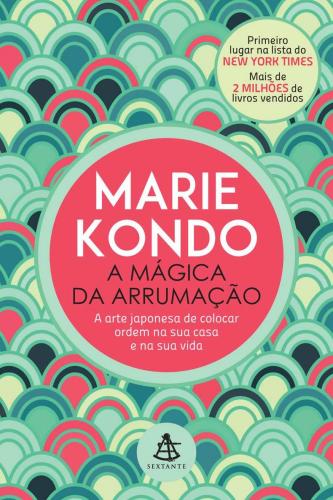 Primeiro
lugar na lista do
NEW YORK TIMES
Mais de
2 MILHÕES de
livros vendidos
MARIE
KONDO
A MÁGICA
DA ARRUMAÇÃO
A arte japonesa de colocar
ordem na sua casa
e na sua vida
SEXTANTE